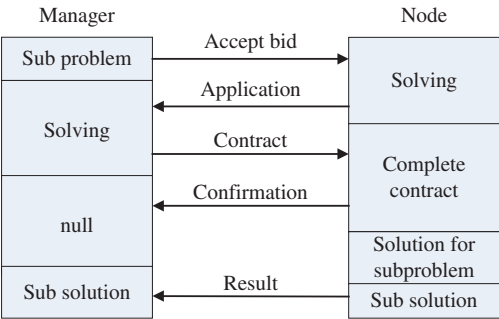 Manager
Node
Sub problem
Accept bid
Solving
Application
Solving
Contract
Complete
contract
Confirmation
null
Solution for
subproblem
Sub solution
Result
Sub solution